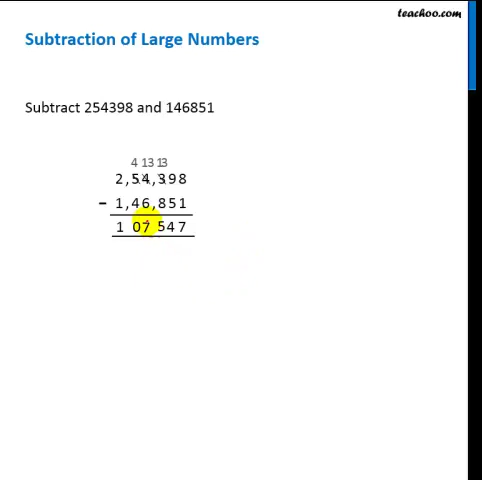 teachoo.com
Subtraction of Large Numbers
Subtract 254398 and 146851
4 13 13
2,54,398
- 1,46,851
1 07 547